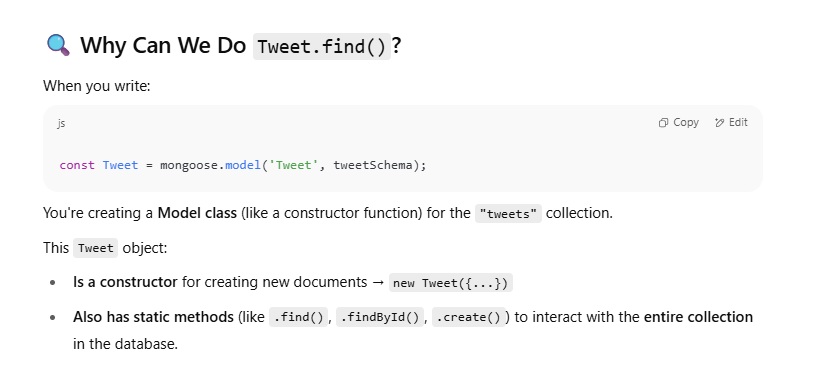 🔍 Why Can We Do Tweet.find()?
When you write:
js
Copy Edit
const Tweet = mongoose.model('Tweet', tweetSchema);
You're creating a Model class (like a constructor function) for the "tweets" collection.
This Tweet object:
• Is a constructor for creating new documents → new Tweet({...})
• Also has static methods (like .find(), .findById(), .create()) to interact with the entire collection
in the database.